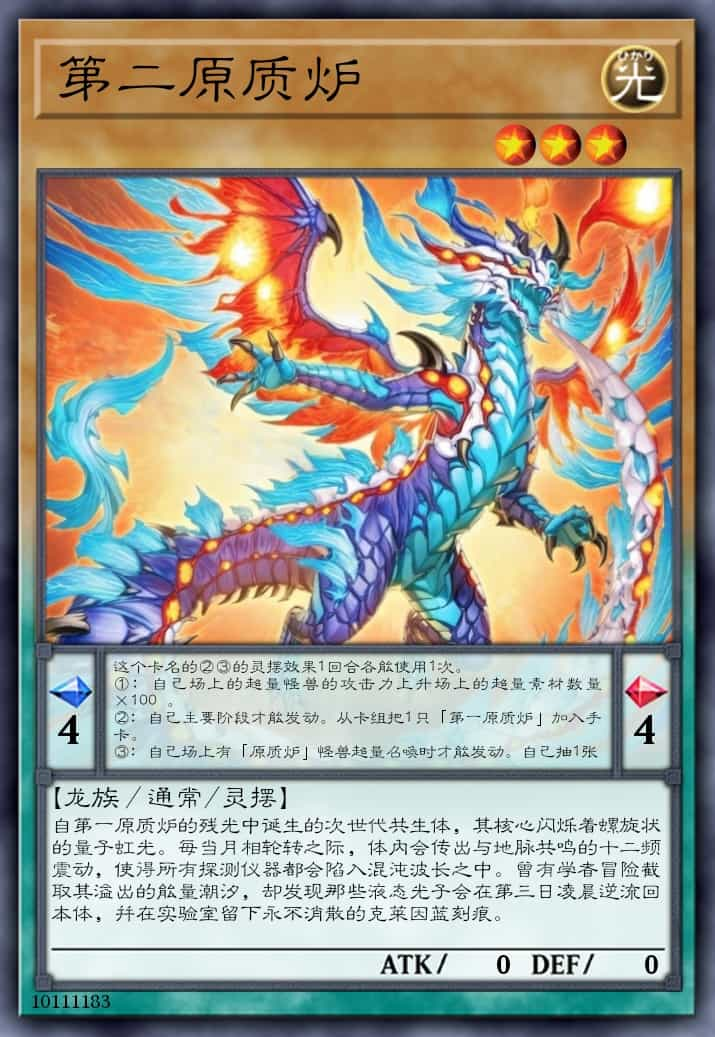 第二原质炉
ひかり
光
这个卡名的②③的灵摆效果1回合各能使用1次。
①：自己场上的超量怪兽的攻击力上升场上的超量素材数量
×100 。
②：自己主要阶段才能发动。从卡组把1只「第一原质炉」加入手
卡。
③：自己场上有「原质炉」怪兽超量召唤时才能发动。自己抽1张
4
4
【龙族／通常/灵摆】
自第一原质炉的残光中诞生的次世代共生体，其核心闪烁着螺旋状
的量子虹光。每当月相轮转之际，体内会传出与地脉共鸣的十二频
震动，使得所有探测仪器都会陷入混沌波长之中。曾有学者冒险截
取其溢出的能量潮汐，却发现那些液态光子会在第三日凌晨逆流回
本体，并在实验室留下永不消散的克莱因蓝刻痕。
ATK/ 0 DEF/ 0
10111183